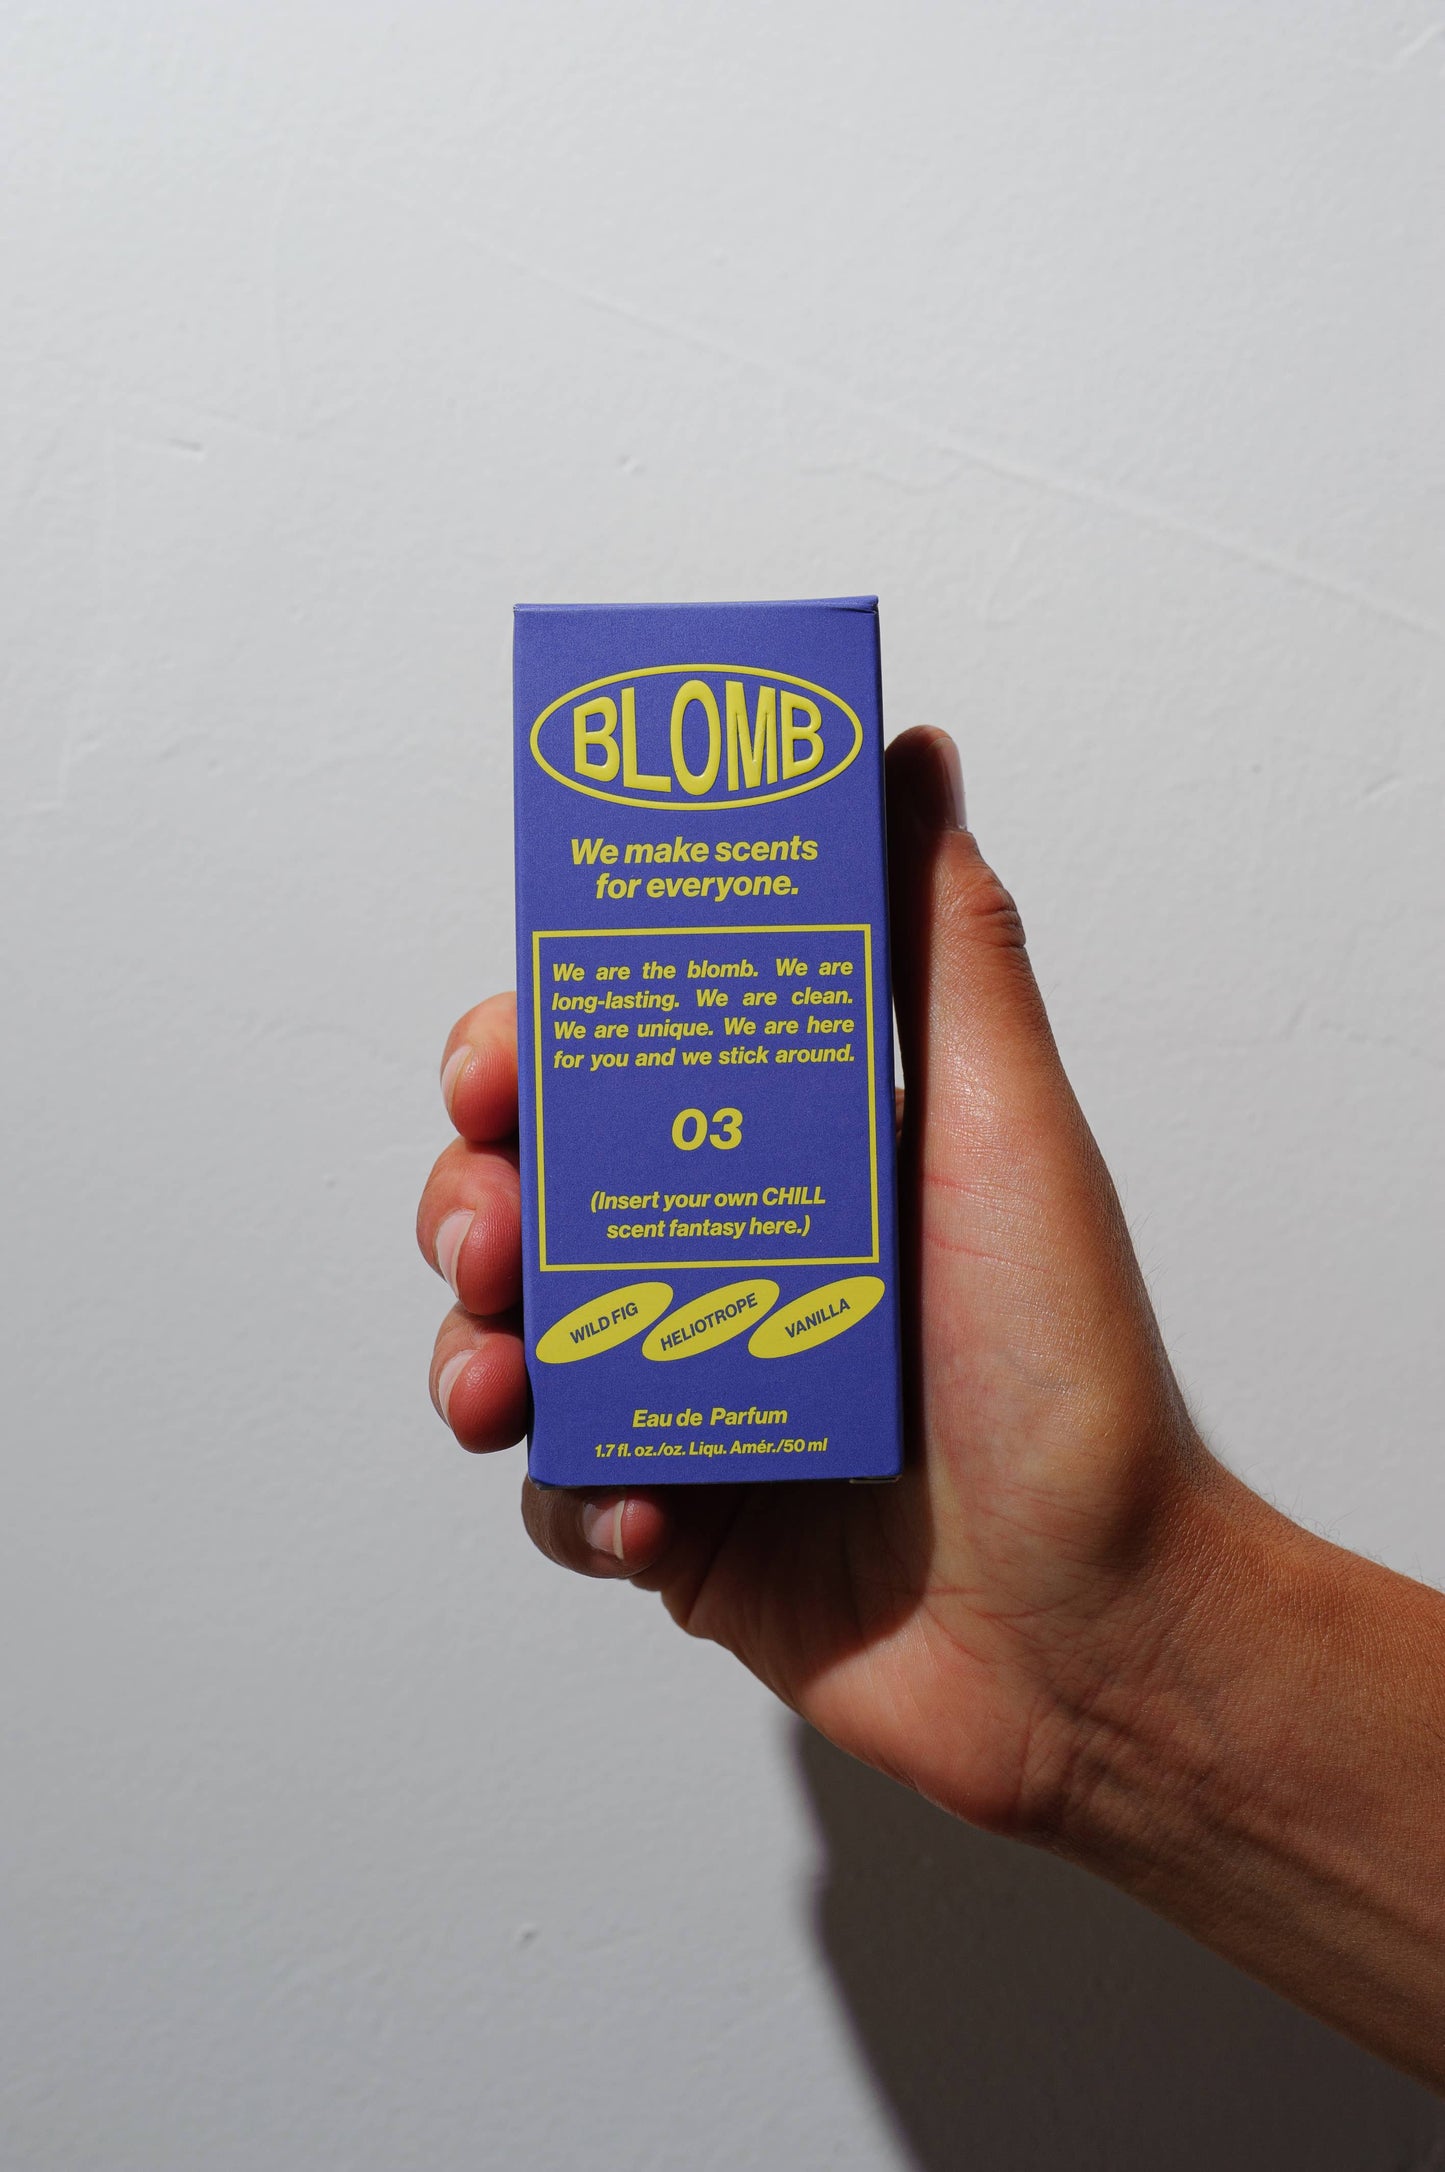 BLOMB
We make scents
for everyone.
We are the blomb. We are
long-lasting. We are clean.
We are unique. We are here
for you and we stick around.
03
(Insert your own CHILL
scent fantasy here.)
WILD FIG
HELIOTROPE
VANILLA
Eau de Parfum
1.7 fl. oz./oz. Liqu. Amér./50 ml